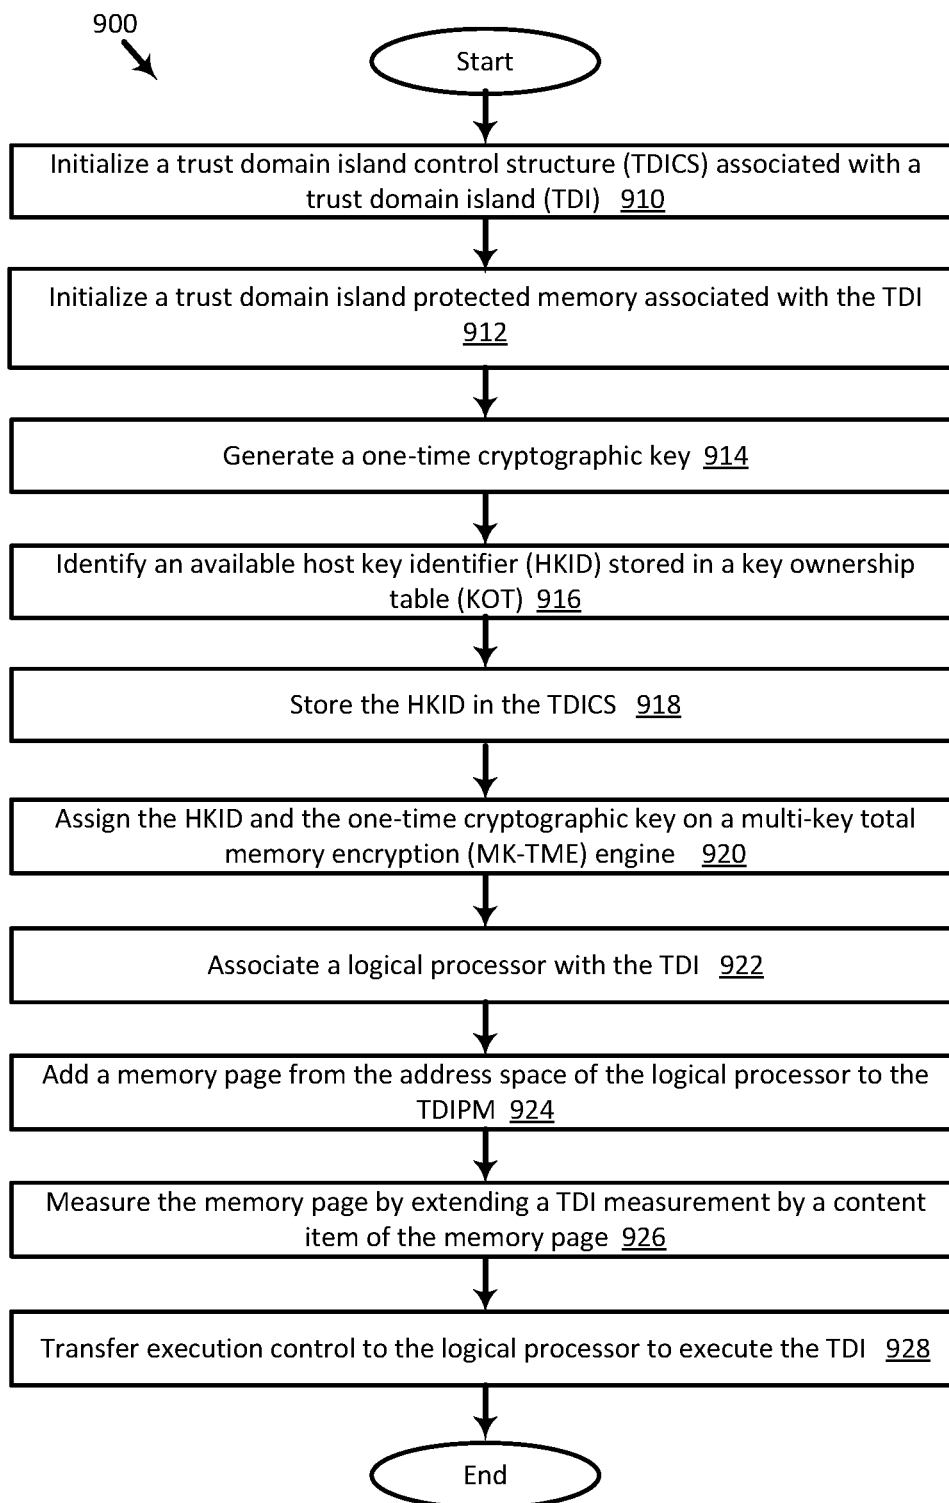 900
Start
Initialize a trust domain island control structure (TDICS) associated with a
trust domain island (TDI) 910
Initialize a trust domain island protected memory associated with the TDI
912
Generate a one-time cryptographic key 914
Identify an available host key identifier (HKID) stored in a key ownership
table (KOT) 916
Store the HKID in the TDICS 918
Assign the HKID and the one-time cryptographic key on a multi-key total
memory encryption (MK-TME) engine 920
Associate a logical processor with the TDI 922
Add a memory page from the address space of the logical processor to the
TDIPM 924
Measure the memory page by extending a TDI measurement by a content
item of the memory page 926
Transfer execution control to the logical processor to execute the TDI 928
End